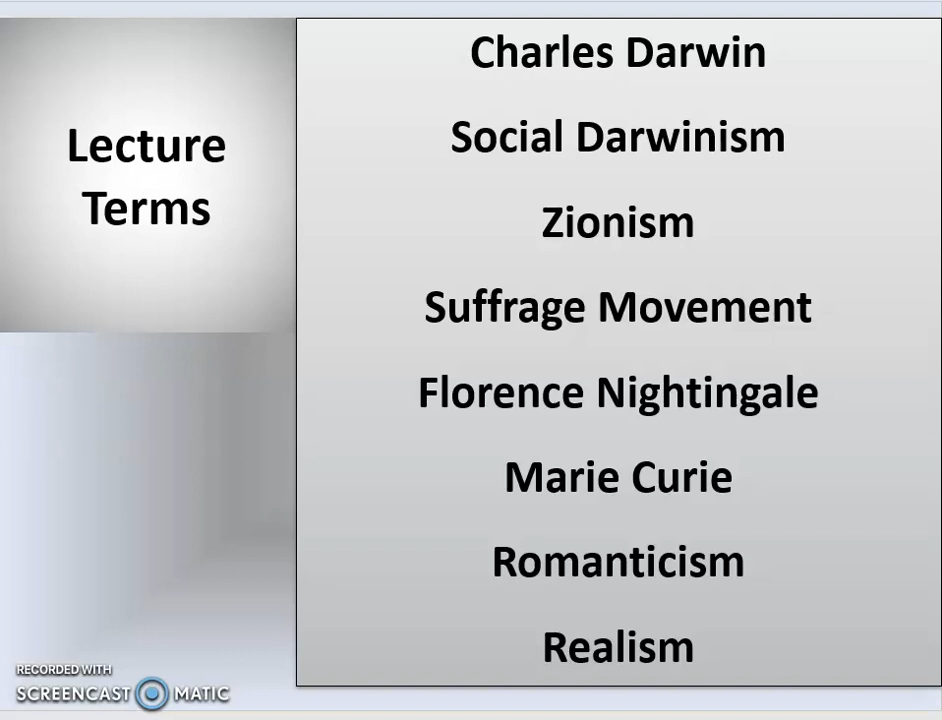 Lecture
Terms
Charles Darwin
Social Darwinism
Zionism
Suffrage Movement
Florence Nightingale
Marie Curie
Romanticism
Realism
RECORDED WITH
SCREENCAST MATIC